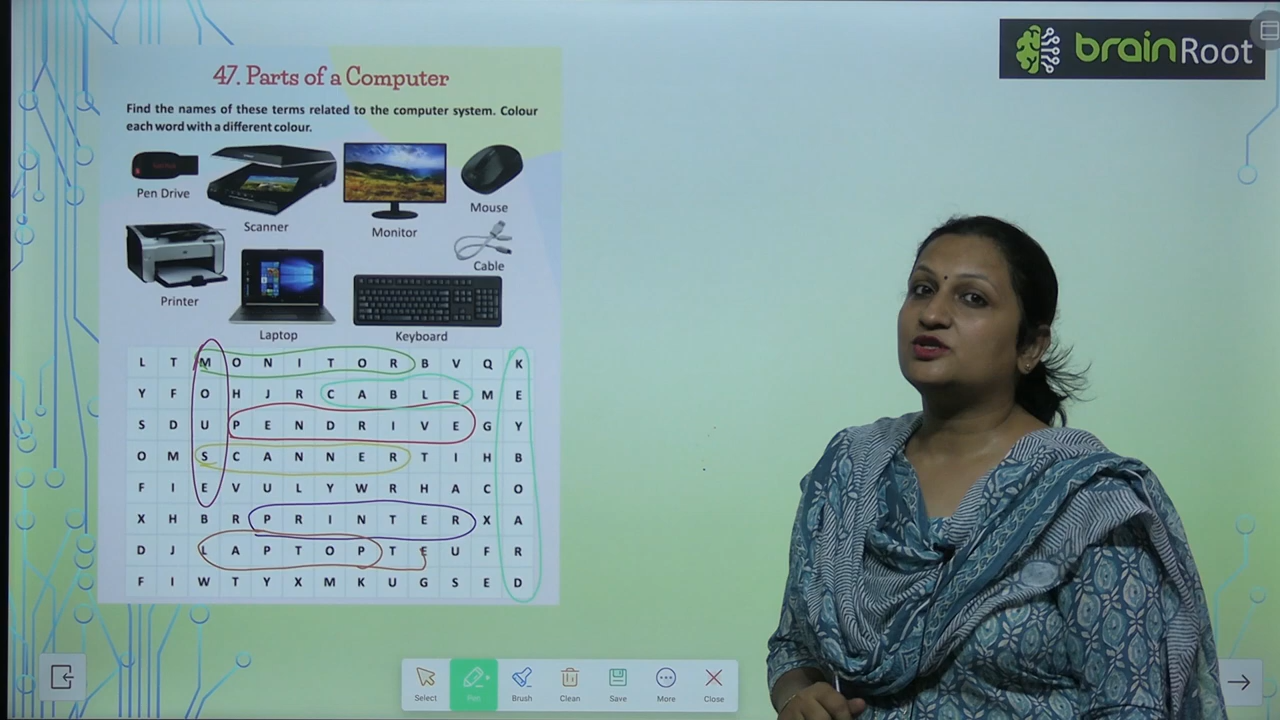 brainRoot
47. Parts of a Computer
Find the names of these terms related to the computer system. Colour
each word with a different colour.
Pen Drive
Scanner
Monitor
Mouse
Printer
Laptop
Keyboard
Cable
L T M O N I T O R B V Q K
Y F O H J R C A B L E M E
S D U P E N D R I V E G Y
O M S C A N N E R T I H B
F I E V U L Y W R H A C O
X H B R P R I N T E R X A
D J L A P T O P T E U F R
F I W T Y X M K U G S E D
Select
Pen
Brush
Clean
Save
More
Close